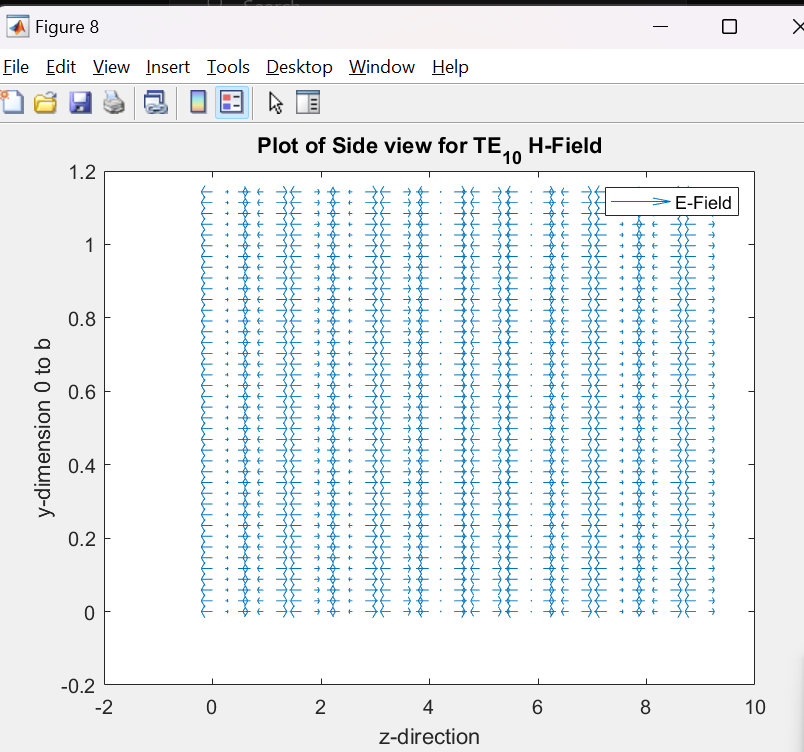 Figure 8
File Edit View Insert Tools Desktop Window Help
Plot of Side view for TE10 H-Field
1.2
1
0.8
0.6
0.4
0.2
0
-0.2
y-dimension 0 to b
E-Field
-2 0 2 4 6 8 10
z-direction